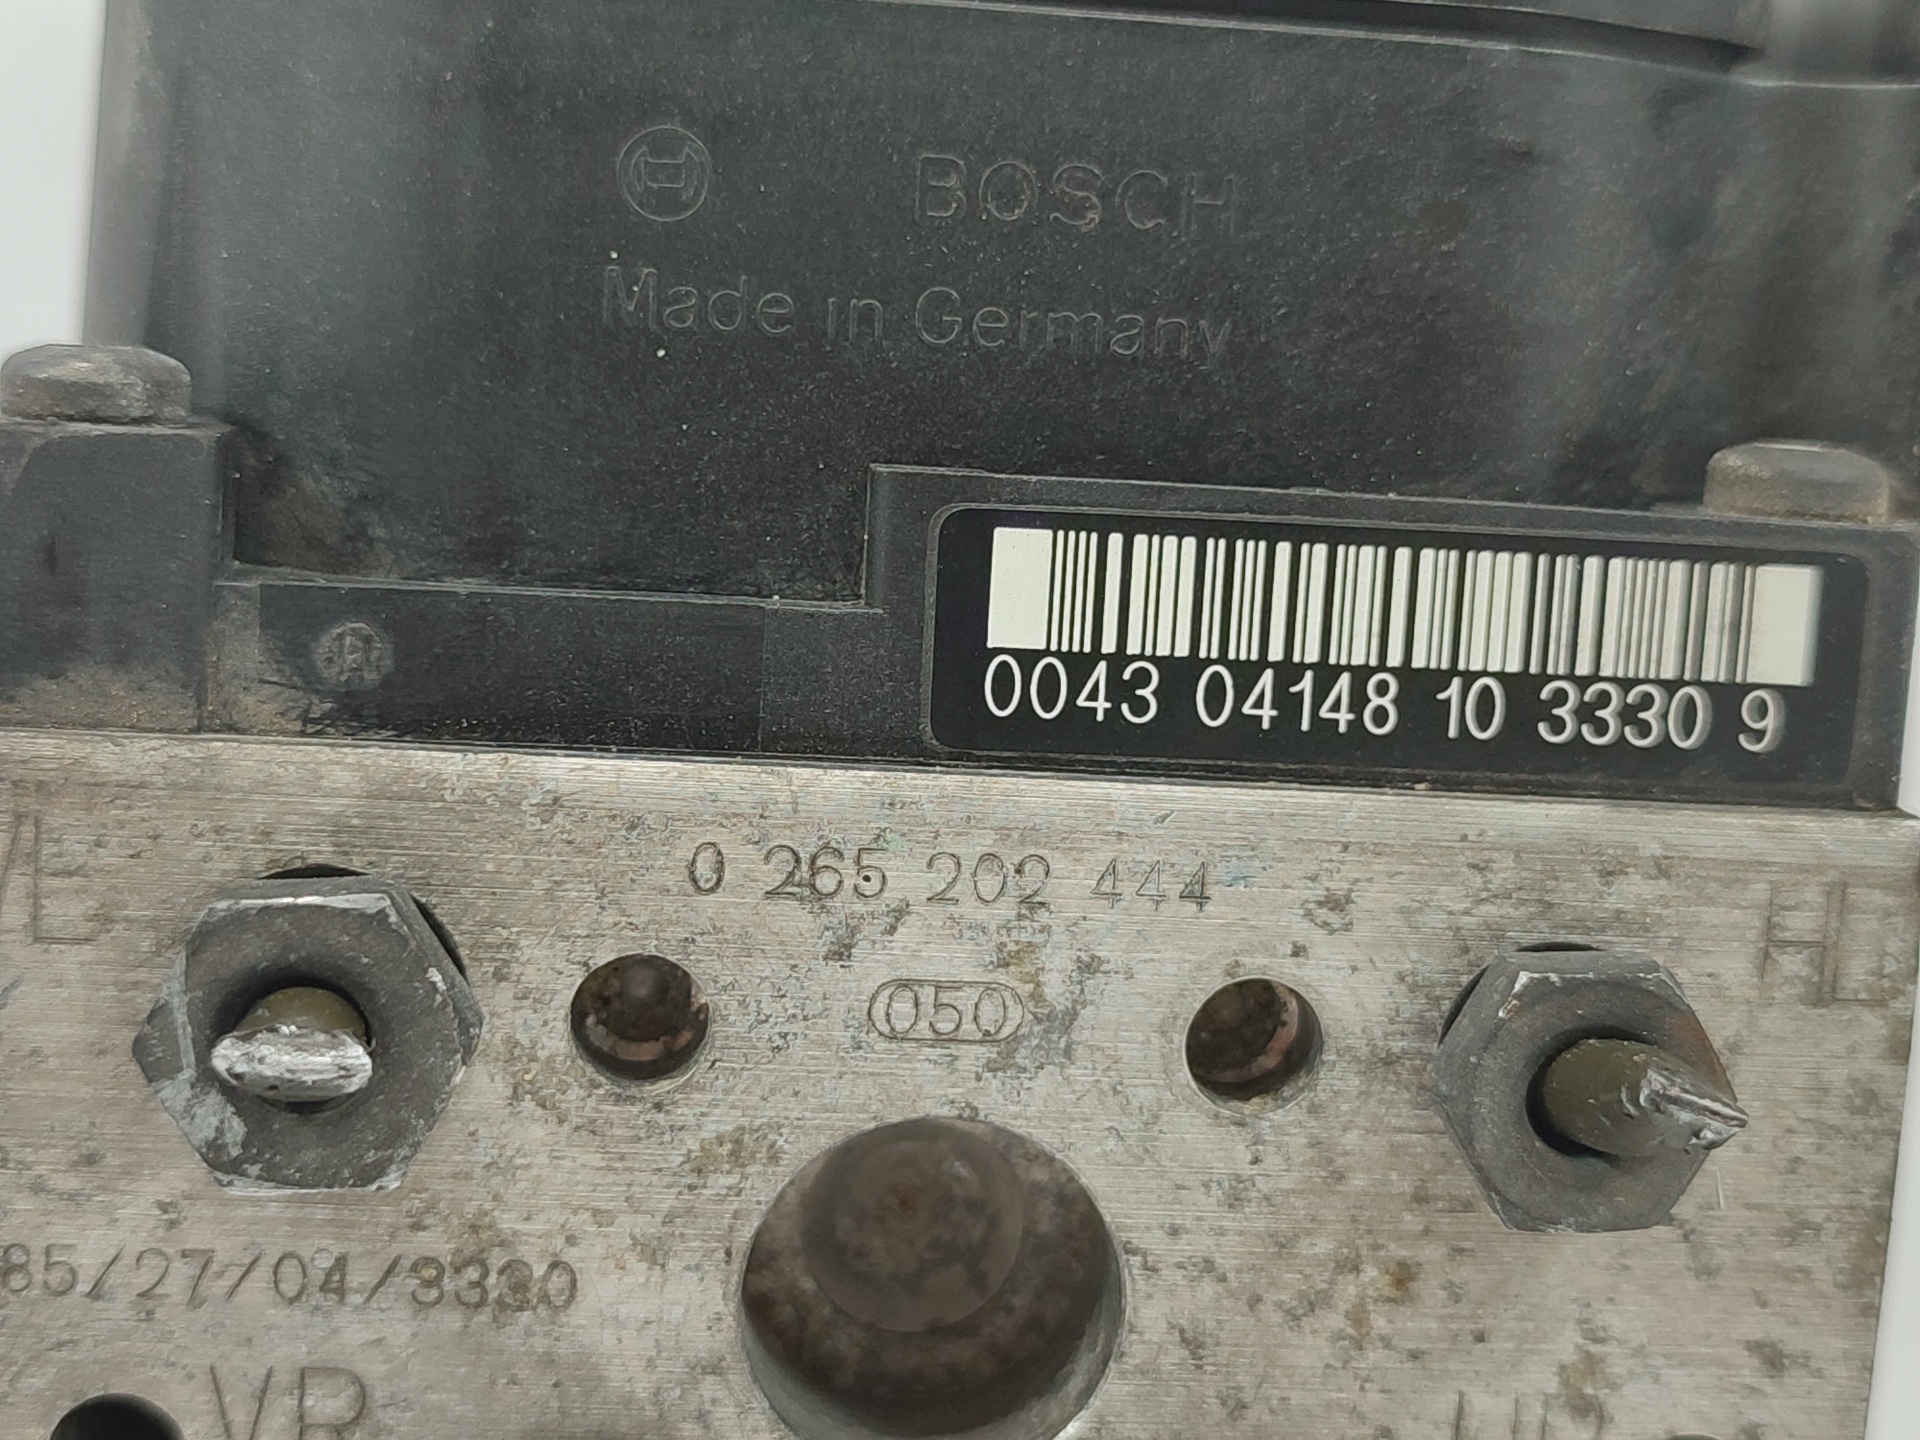 BOSCH
Made in Germany
0043 04148 10 3330 9
0 265 202 444
VL
HL
050
85/27/04/3330
VR